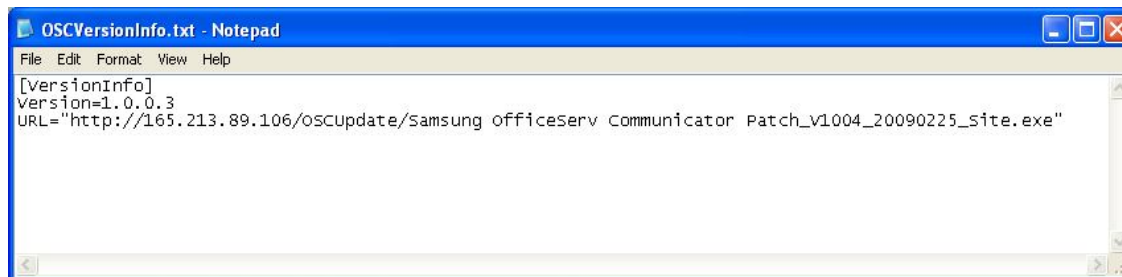 OSCVersionInfo.txt - Notepad
File Edit Format View Help
[VersionInfo]
Version=1.0.0.3
URL="http://165.213.89.106/OSCUpdate/Samsung OfficeServ Communicator Patch_V1004_20090225_Site.exe"